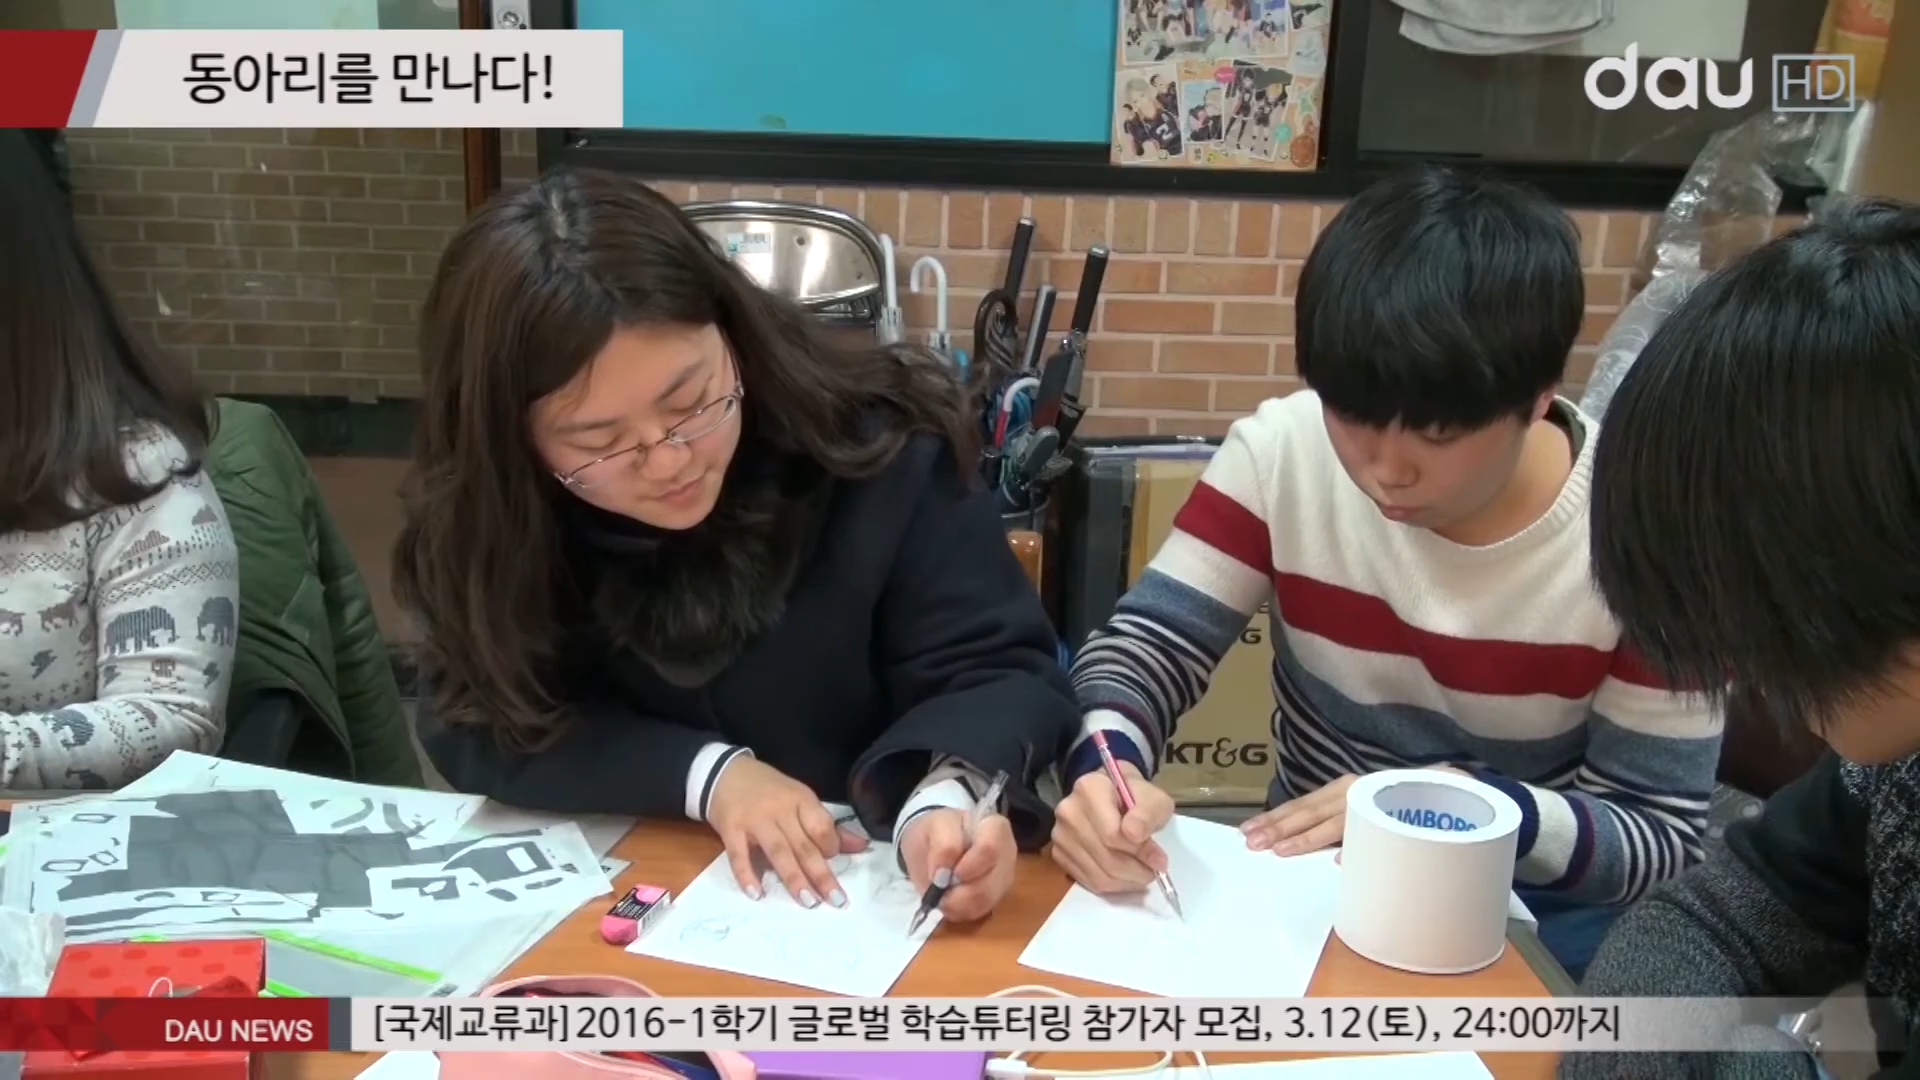 동아리를 만나다!
dau HD
KT&G
DAU NEWS
[국제교류과]2016-1학기 글로벌 학습튜터링 참가자 모집, 3.12(토), 24:00까지